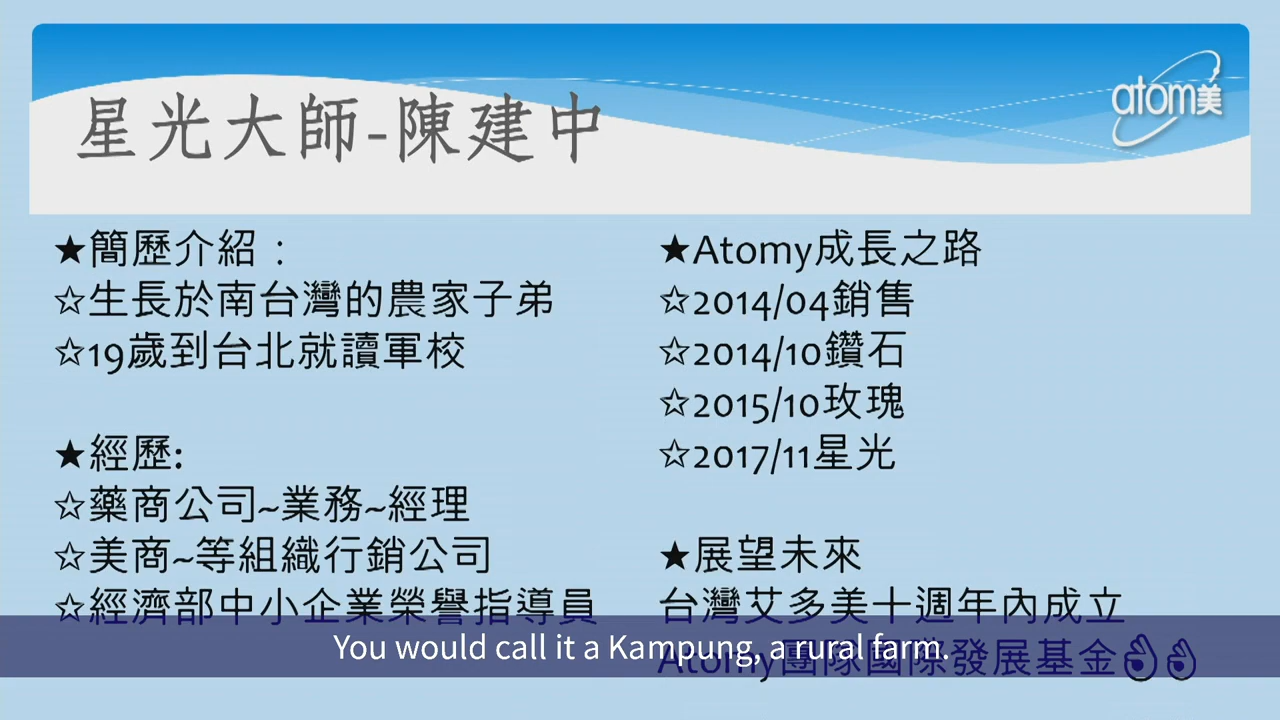 星光大師-陳建中
atom美
★簡歷介紹：
☆生長於南台灣的農家子弟
☆19歲到台北就讀軍校
★經歷:
☆藥商公司~業務~經理
☆美商~等組織行銷公司
☆經濟部中小企業榮譽指導員
★Atomy成長之路
☆2014/04銷售
☆2014/10鑽石
☆2015/10玫瑰
☆2017/11星光
★展望未來
台灣艾多美十週年內成立
Atomy團隊國際發展基金👌👌
You would call it a Kampung, a rural farm.